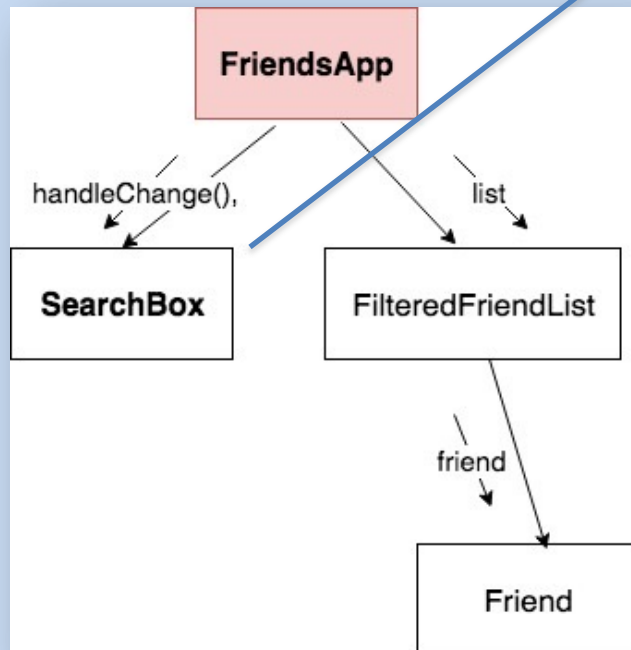 FriendsApp
handleChange(),
list
SearchBox
FilteredFriendList
friend
Friend